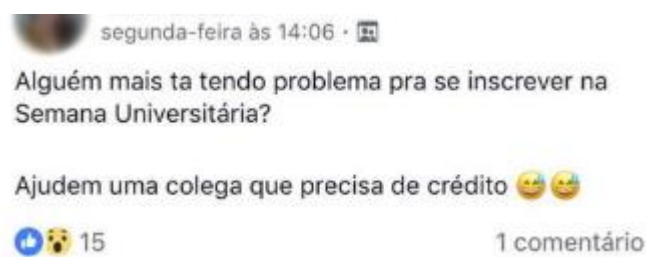 segunda-feira às 14:06 ·
Alguém mais ta tendo problema pra se inscrever na
Semana Universitária?
Ajudem uma colega que precisa de crédito 😅😅
15
1 comentário